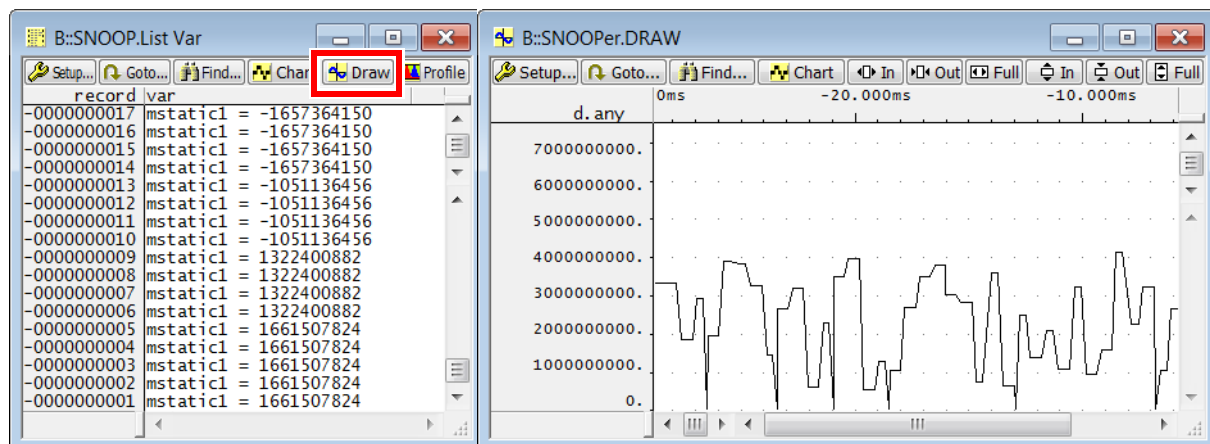 B::SNOOP.List Var
Setup... Goto... Find... Char Draw Profile
record var
-0000000017 mstatic1 = -1657364150
-0000000016 mstatic1 = -1657364150
-0000000015 mstatic1 = -1657364150
-0000000014 mstatic1 = -1657364150
-0000000013 mstatic1 = -1051136456
-0000000012 mstatic1 = -1051136456
-0000000011 mstatic1 = -1051136456
-0000000010 mstatic1 = -1051136456
-0000000009 mstatic1 = 1322400882
-0000000008 mstatic1 = 1322400882
-0000000007 mstatic1 = 1322400882
-0000000006 mstatic1 = 1322400882
-0000000005 mstatic1 = 1661507824
-0000000004 mstatic1 = 1661507824
-0000000003 mstatic1 = 1661507824
-0000000002 mstatic1 = 1661507824
-0000000001 mstatic1 = 1661507824
B::SNOOPer.DRAW
Setup... Goto... Find... Chart In Out Full In Out Full
0ms -20.000ms -10.000ms
d.any
7000000000.
6000000000.
5000000000.
4000000000.
3000000000.
2000000000.
1000000000.
0.